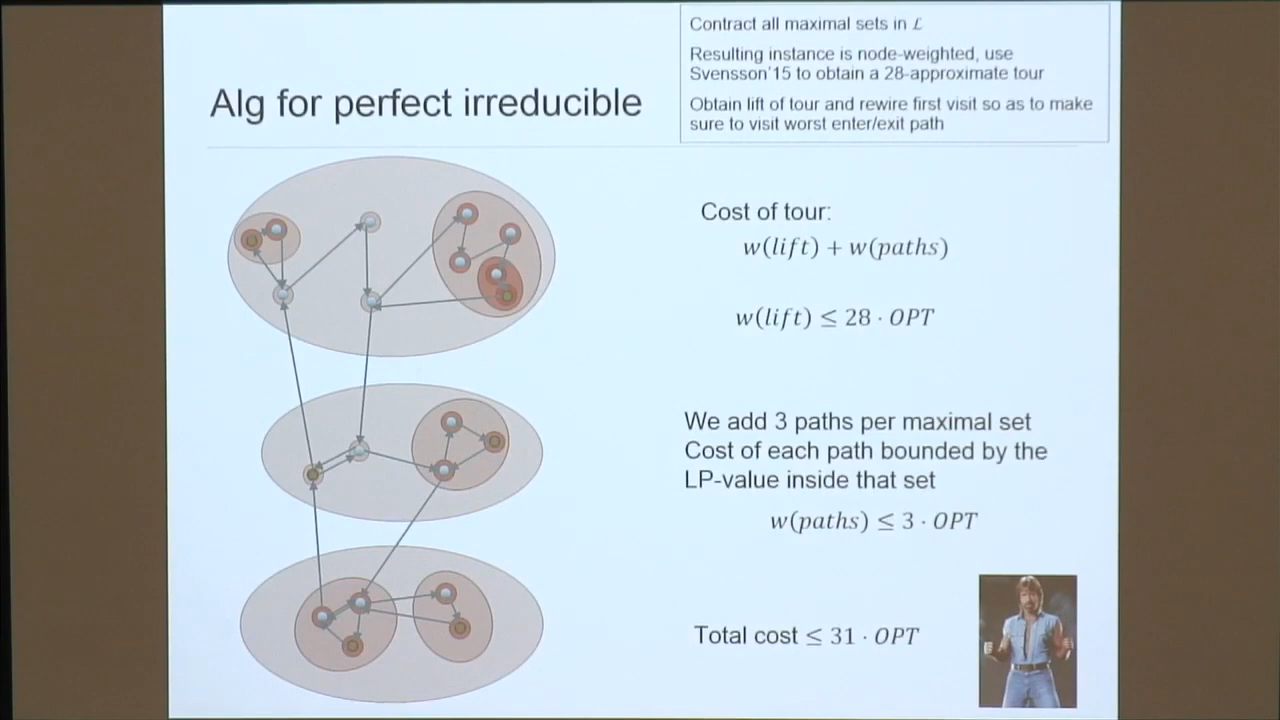 Contract all maximal sets in ℒ
Resulting instance is node-weighted, use
Svensson'15 to obtain a 28-approximate tour
Obtain lift of tour and rewire first visit so as to make
sure to visit worst enter/exit path
Alg for perfect irreducible
Cost of tour:
w(lift) + w(paths)
w(lift) ≤ 28 · OPT
We add 3 paths per maximal set
Cost of each path bounded by the
LP-value inside that set
w(paths) ≤ 3 · OPT
Total cost ≤ 31 · OPT